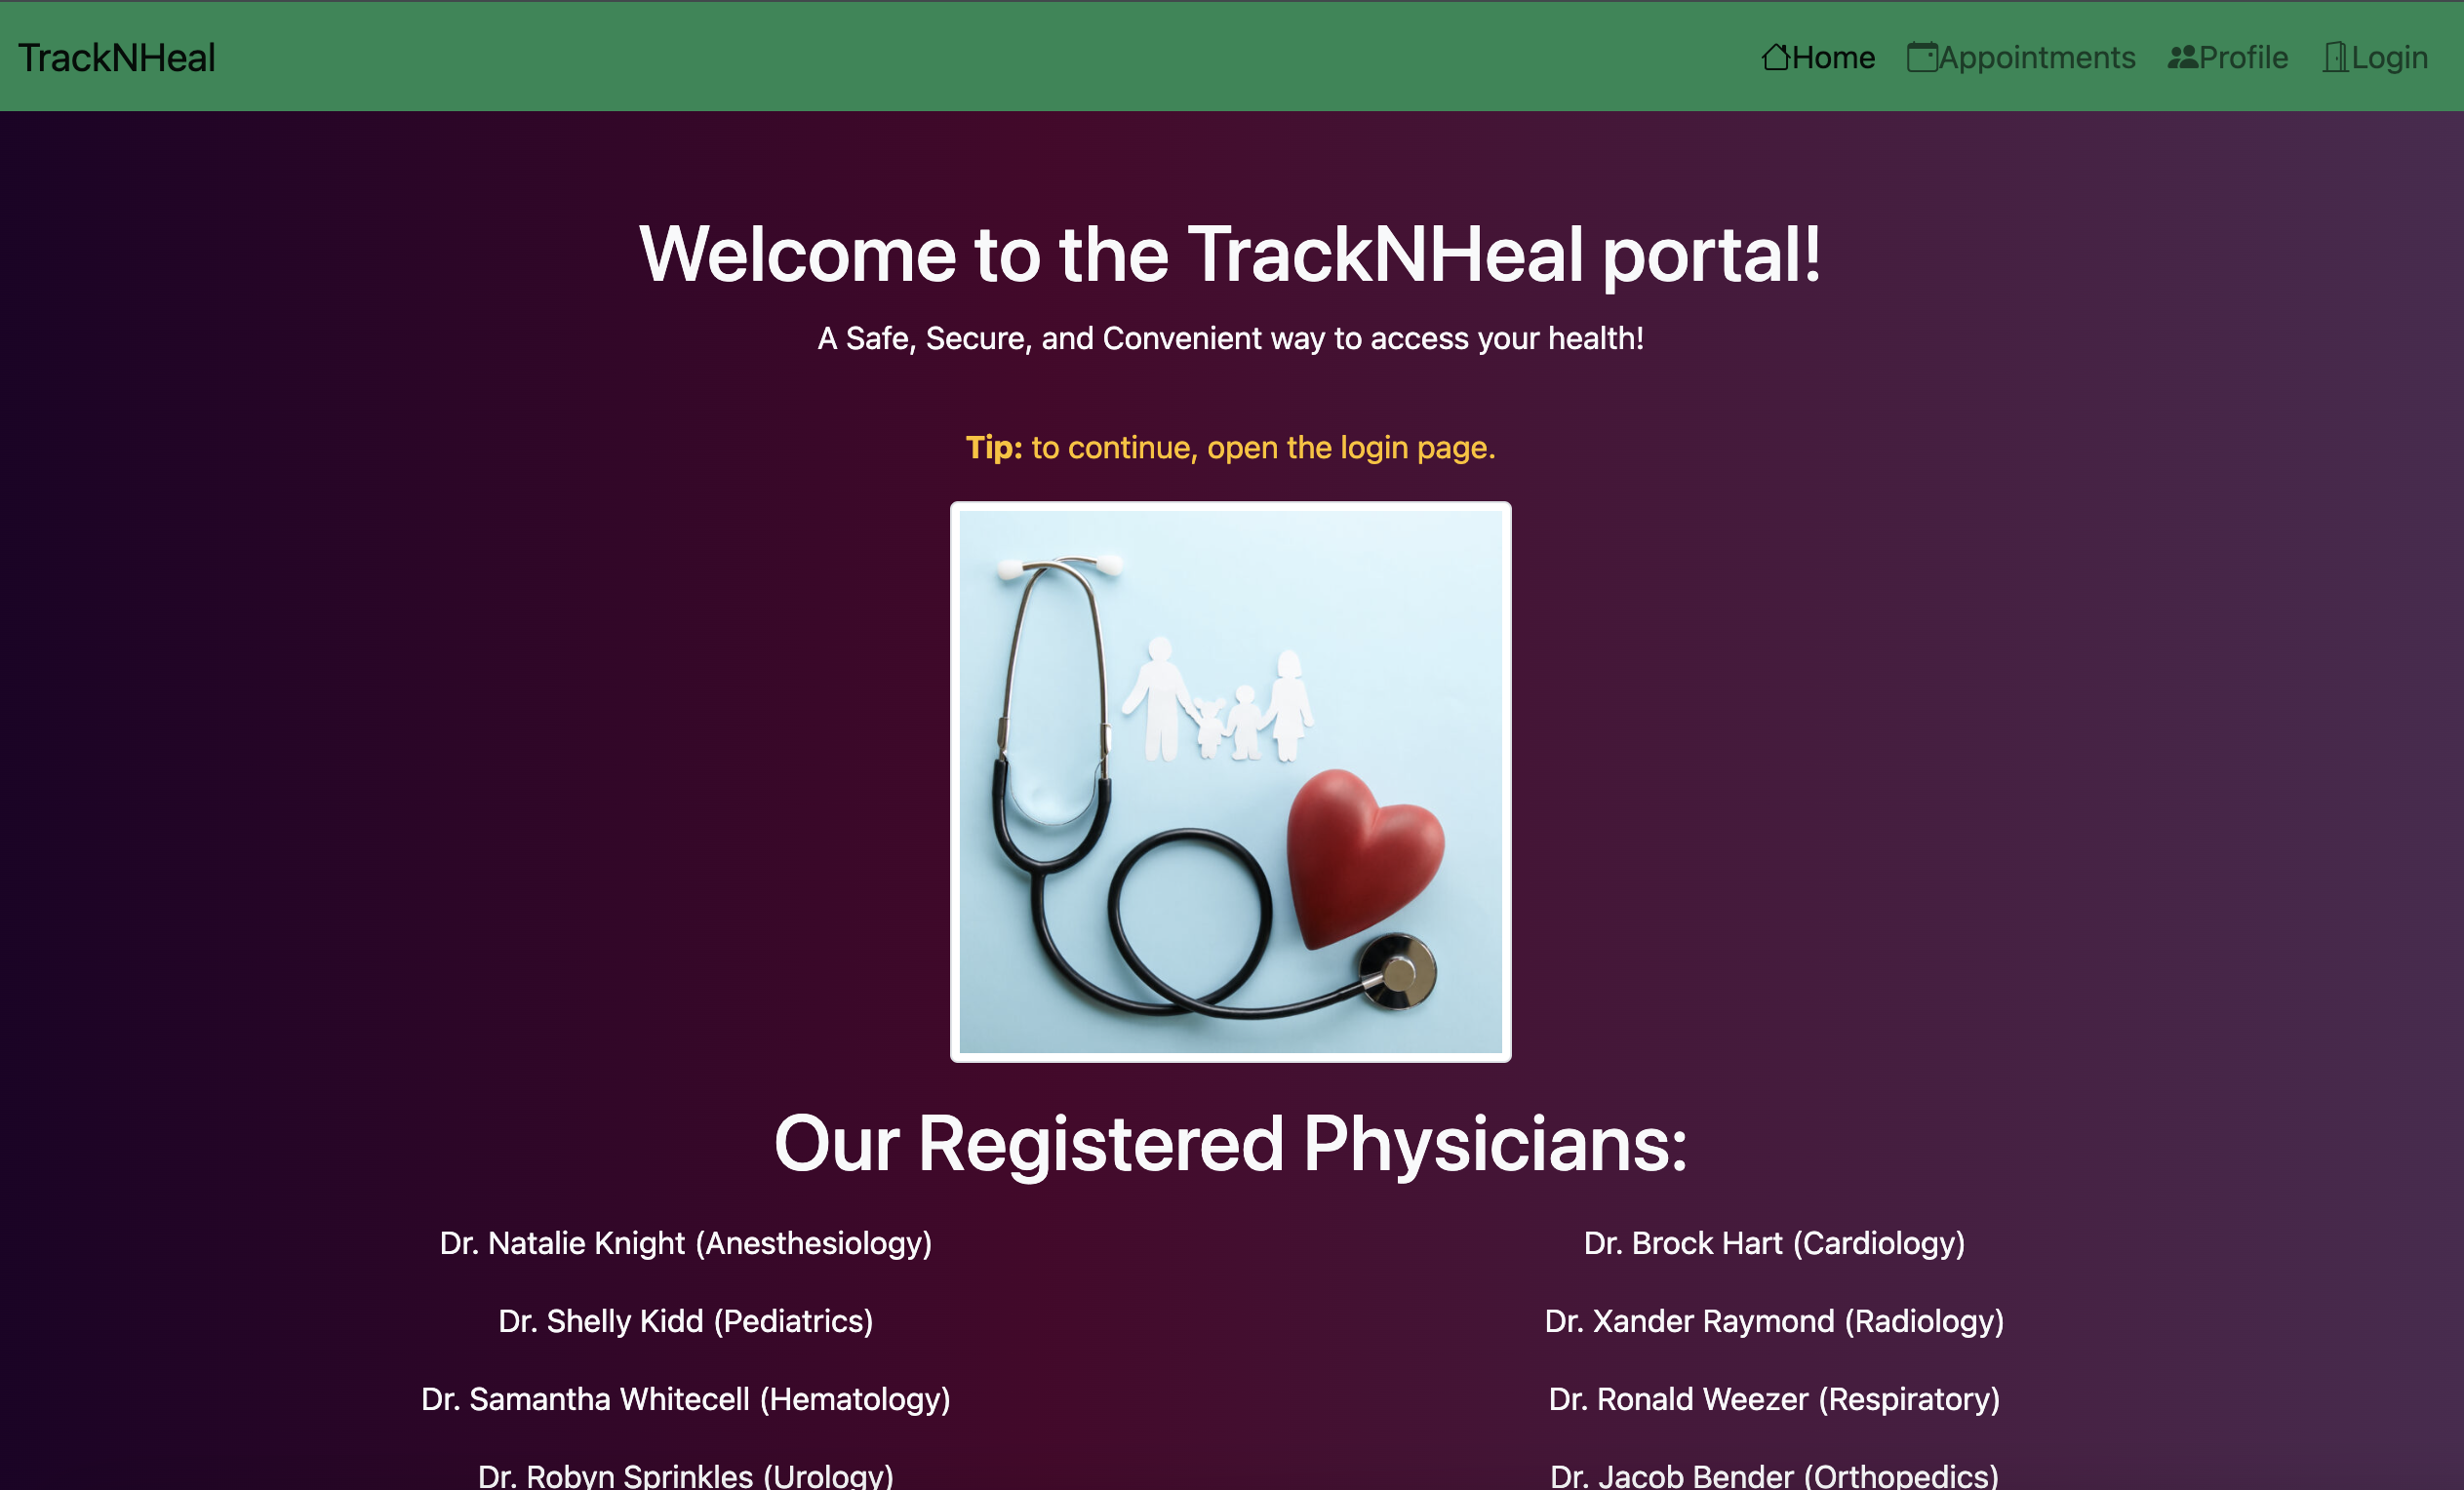 TrackNHeal
Home Appointments Profile Login
Welcome to the TrackNHeal portal!
A Safe, Secure, and Convenient way to access your health!
Tip: to continue, open the login page.
Our Registered Physicians:
Dr. Natalie Knight (Anesthesiology)
Dr. Brock Hart (Cardiology)
Dr. Shelly Kidd (Pediatrics)
Dr. Xander Raymond (Radiology)
Dr. Samantha Whitecell (Hematology)
Dr. Ronald Weezer (Respiratory)
Dr. Robyn Sprinkles (Urology)
Dr. Jacob Bender (Orthopedics)